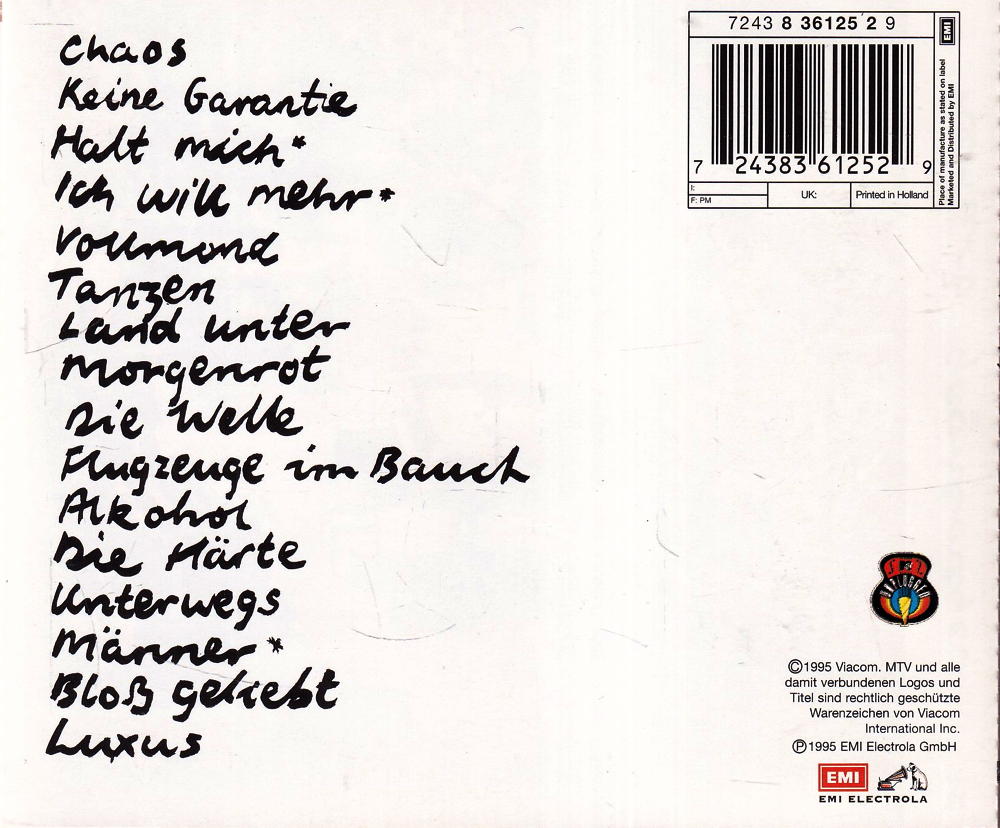 Chaos
Keine Garantie
Halt mich*
Ich will mehr*
Vollmond
Tanzen
Land unter
Morgenrot
Die Welle
Flugzeuge im Bauch
Alkohol
Die Härte
Unterwegs
Männer*
Bloß geliebt
Luxus
7243 8 36125 2 9
EMI
Place of manufacture as stated on label
Marketed and Distributed by EMI
7 24383 61252 9
I:
F: PM
UK:
Printed in Holland
UNPLUGGED
©1995 Viacom. MTV und alle
damit verbundenen Logos und
Titel sind rechtlich geschützte
Warenzeichen von Viacom
International Inc.
℗1995 EMI Electrola GmbH
EMI
EMI ELECTROLA